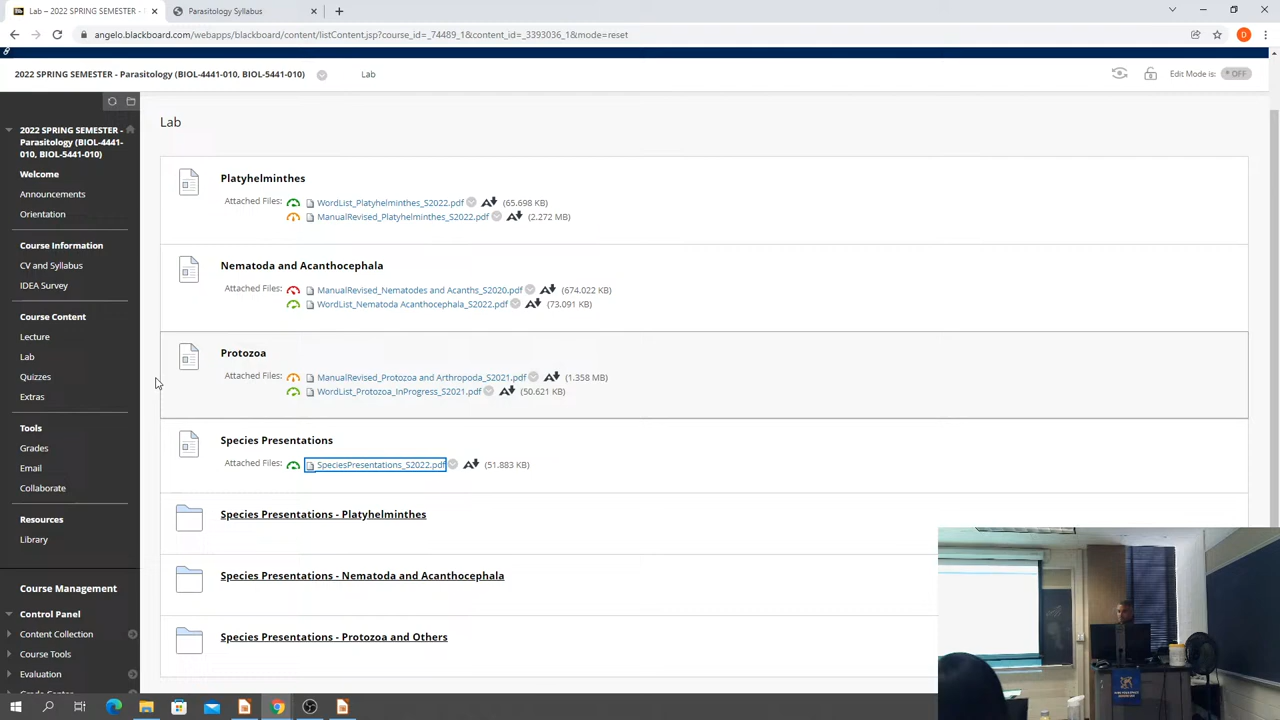 Lab – 2022 SPRING SEMESTER -
Parasitology Syllabus
angelo.blackboard.com/webapps/blackboard/content/listContent.jsp?course_id=_74489_1&content_id=_3393036_1&mode=reset
D
2022 SPRING SEMESTER - Parasitology (BIOL-4441-010, BIOL-5441-010)
Lab
Edit Mode is:
OFF
2022 SPRING SEMESTER -
Parasitology (BIOL-4441-
010, BIOL-5441-010)
Welcome
Announcements
Orientation
Course Information
CV and Syllabus
IDEA Survey
Course Content
Lecture
Lab
Quizzes
Extras
Tools
Grades
Email
Collaborate
Resources
Library
Course Management
Control Panel
Content Collection
Course Tools
Evaluation
Grade Center
Lab
Platyhelminthes
Attached Files: WordList_Platyhelminthes_S2022.pdf (65.698 KB)
ManualRevised_Platyhelminthes_S2022.pdf (2.272 MB)
Nematoda and Acanthocephala
Attached Files: ManualRevised_Nematodes and Acanths_S2020.pdf (674.022 KB)
WordList_Nematoda Acanthocephala_S2022.pdf (73.091 KB)
Protozoa
Attached Files: ManualRevised_Protozoa and Arthropoda_S2021.pdf (1.358 MB)
WordList_Protozoa_InProgress_S2021.pdf (50.621 KB)
Species Presentations
Attached Files: SpeciesPresentations_S2022.pdf (51.883 KB)
Species Presentations - Platyhelminthes
Species Presentations - Nematoda and Acanthocephala
Species Presentations - Protozoa and Others